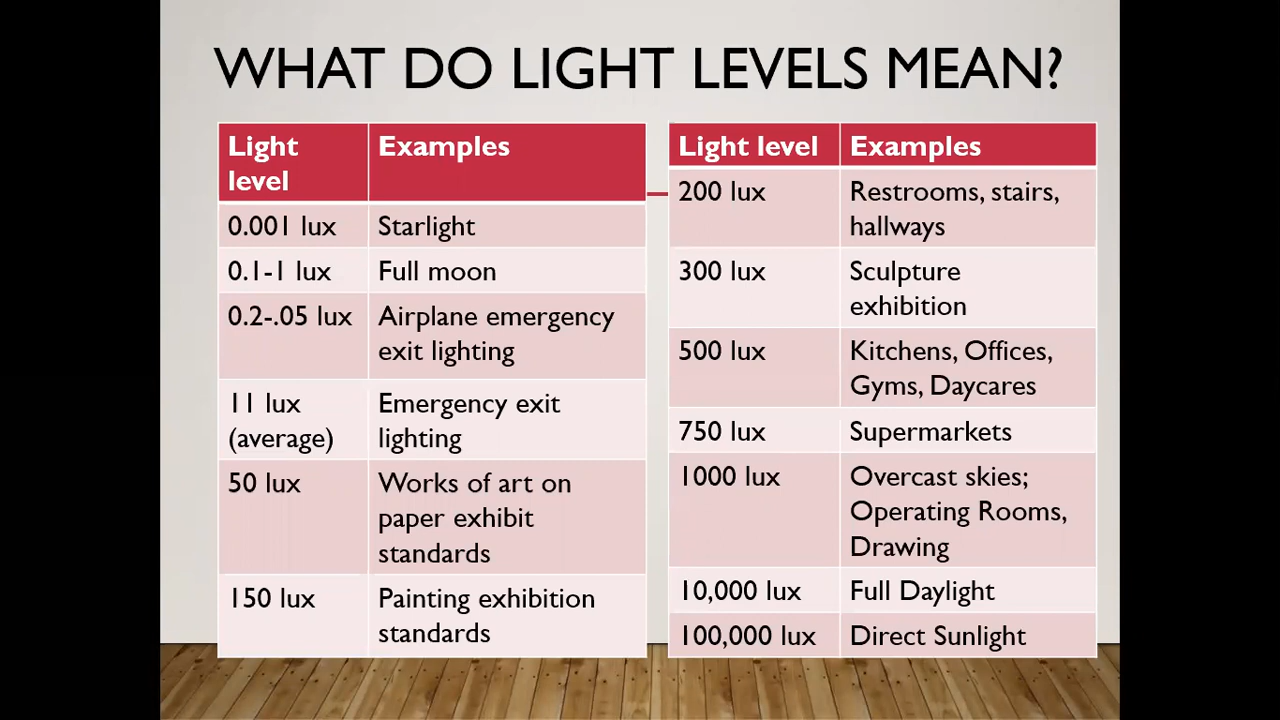 WHAT DO LIGHT LEVELS MEAN?
Light
level
Examples
0.001 lux
Starlight
0.1-1 lux
Full moon
0.2-.05 lux
Airplane emergency
exit lighting
11 lux
(average)
Emergency exit
lighting
50 lux
Works of art on
paper exhibit
standards
150 lux
Painting exhibition
standards
Light level
Examples
200 lux
Restrooms, stairs,
hallways
300 lux
Sculpture
exhibition
500 lux
Kitchens, Offices,
Gyms, Daycares
750 lux
Supermarkets
1000 lux
Overcast skies;
Operating Rooms,
Drawing
10,000 lux
Full Daylight
100,000 lux
Direct Sunlight